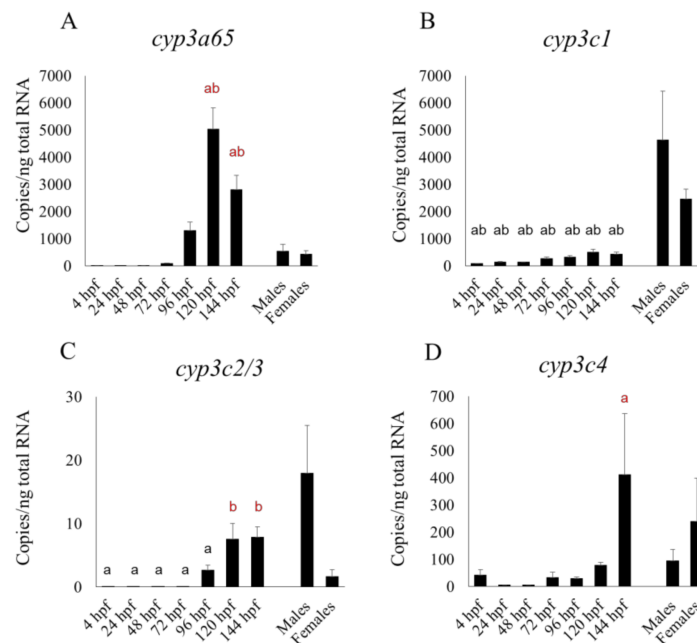 A
cyp3a65
Copies/ng total RNA
7000
6000
5000
4000
3000
2000
1000
0
ab
ab
4 hpf
24 hpf
48 hpf
72 hpf
96 hpf
120 hpf
144 hpf
Males
Females
B
cyp3c1
Copies/ng total RNA
7000
6000
5000
4000
3000
2000
1000
0
ab ab ab ab ab ab ab
4 hpf
24 hpf
48 hpf
72 hpf
96 hpf
120 hpf
144 hpf
Males
Females
C
cyp3c2/3
Copies/ng total RNA
30
20
10
0
a a a a a b b
4 hpf
24 hpf
48 hpf
72 hpf
96 hpf
120 hpf
144 hpf
Males
Females
D
cyp3c4
Copies/ng total RNA
700
600
500
400
300
200
100
0
a
4 hpf
24 hpf
48 hpf
72 hpf
96 hpf
20 hpf
44 hpf
Males
Females